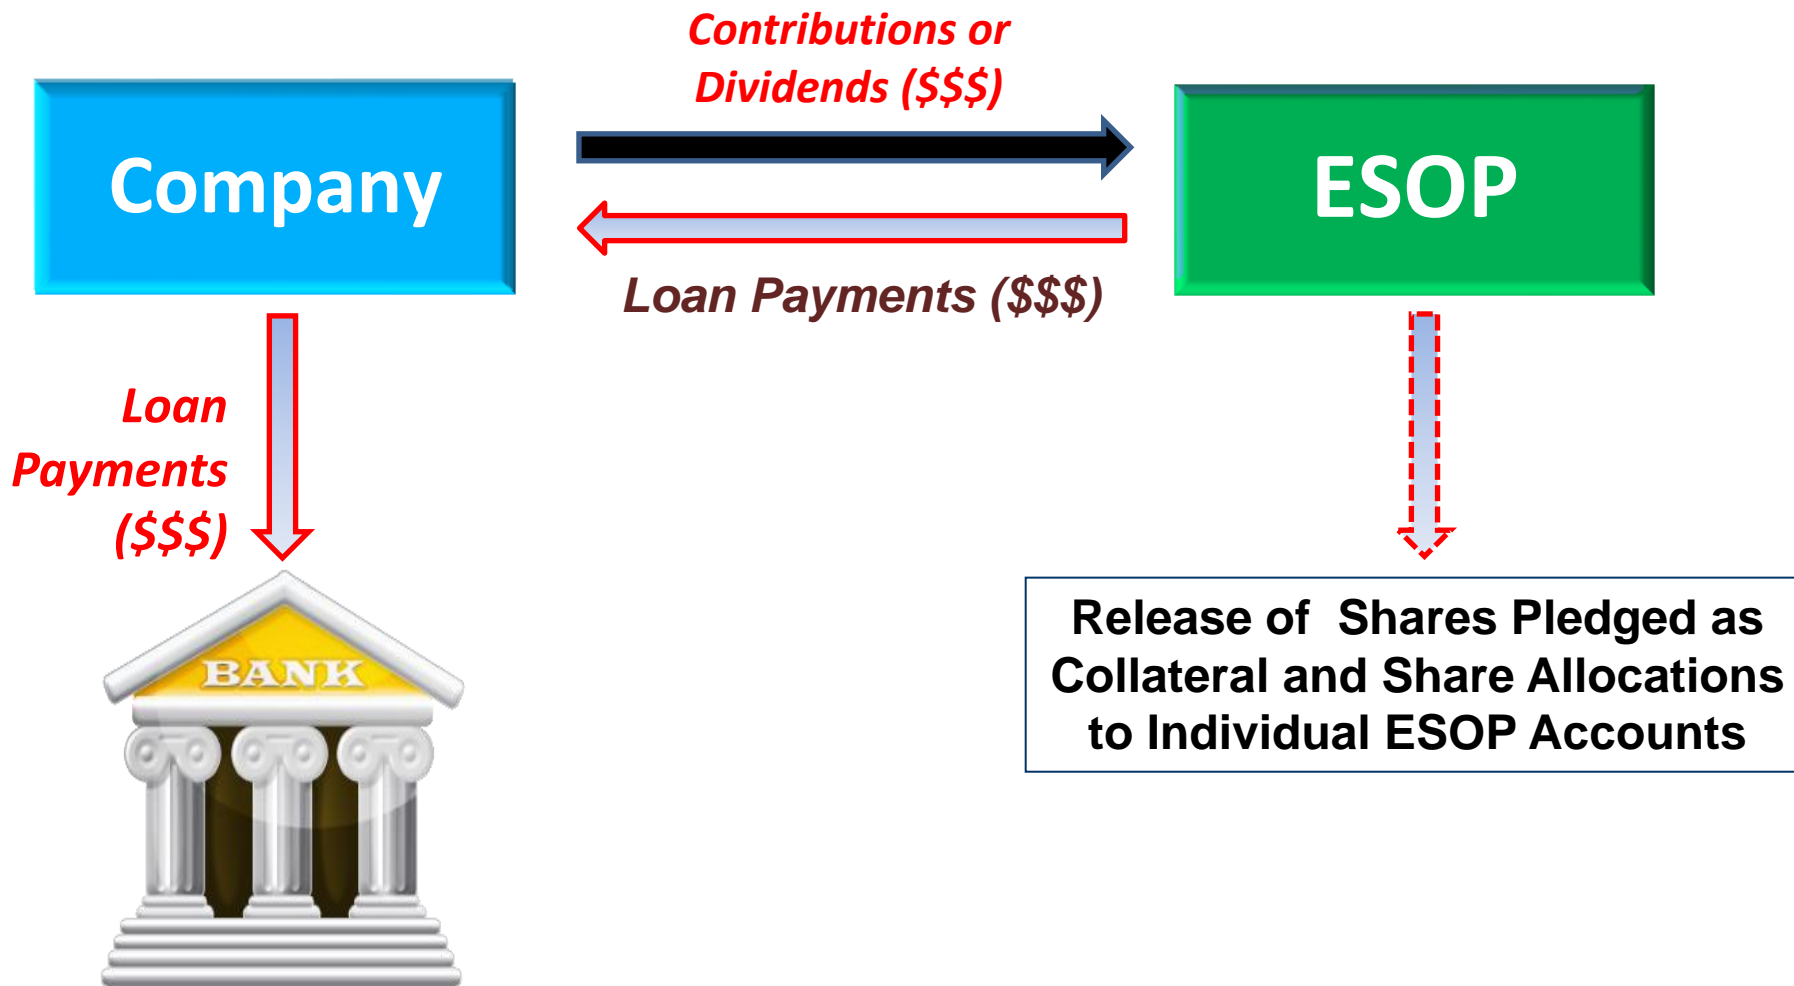 Contributions or
Dividends ($$$)
Company
ESOP
Loan Payments ($$$)
Loan
Payments
($$$)
BANK
Release of  Shares Pledged as
Collateral and Share Allocations
to Individual ESOP Accounts